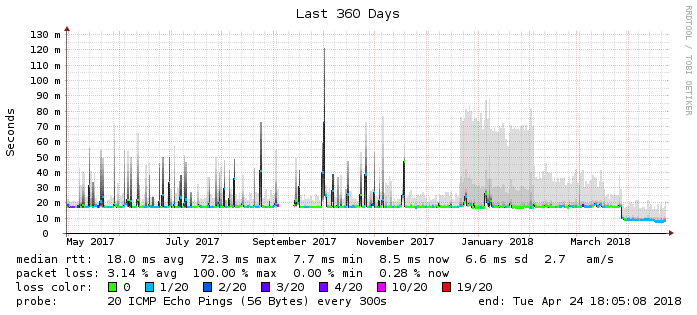 Last 360 Days
RRDTOOL / TOBI OETIKER
Seconds
130 m
120 m
110 m
100 m
90 m
80 m
70 m
60 m
50 m
40 m
30 m
20 m
10 m
0
May 2017 July 2017 September 2017 November 2017 January 2018 March 2018
median rtt: 18.0 ms avg 72.3 ms max 7.7 ms min 8.5 ms now 6.6 ms sd 2.7 am/s
packet loss: 3.14 % avg 100.00 % max 0.00 % min 0.28 % now
loss color: 0 1/20 2/20 3/20 4/20 10/20 19/20
probe: 20 ICMP Echo Pings (56 Bytes) every 300s end: Tue Apr 24 18:05:08 2018